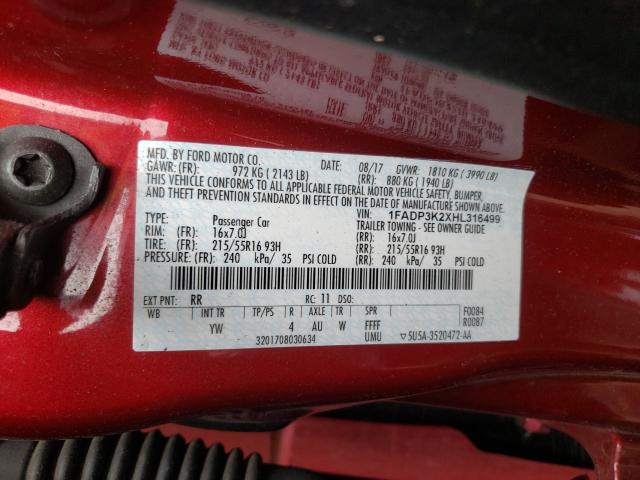 MFD. BY FORD MOTOR CO. DATE: 08/17 GVWR: 1810 KG ( 3990 LB)
GAWR: (FR): 972 KG ( 2143 LB) (RR): 880 KG ( 1940 LB)
THIS VEHICLE CONFORMS TO ALL APPLICABLE FEDERAL MOTOR VEHICLE SAFETY, BUMPER,
AND THEFT PREVENTION STANDARDS IN EFFECT ON THE DATE OF MANUFACTURE SHOWN ABOVE.
VIN: 1FADP3K2XHL316499
TYPE: Passenger Car TRAILER TOWING - SEE OWNER GUIDE
RIM: (FR): 16x7.0J (RR): 16x7.0J
TIRE: (FR): 215/55R16 93H (RR): 215/55R16 93H
PRESSURE: (FR): 240 kPa/ 35 PSI COLD (RR): 240 kPa/ 35 PSI COLD
EXT PNT: RR RC: 11 DSO:
WB INT TR TP/PS R AXLE TR SPR F0084
YW 4 AU W FFFF R0087
3201708030634 UMU ▽5U5A-3520472-AA